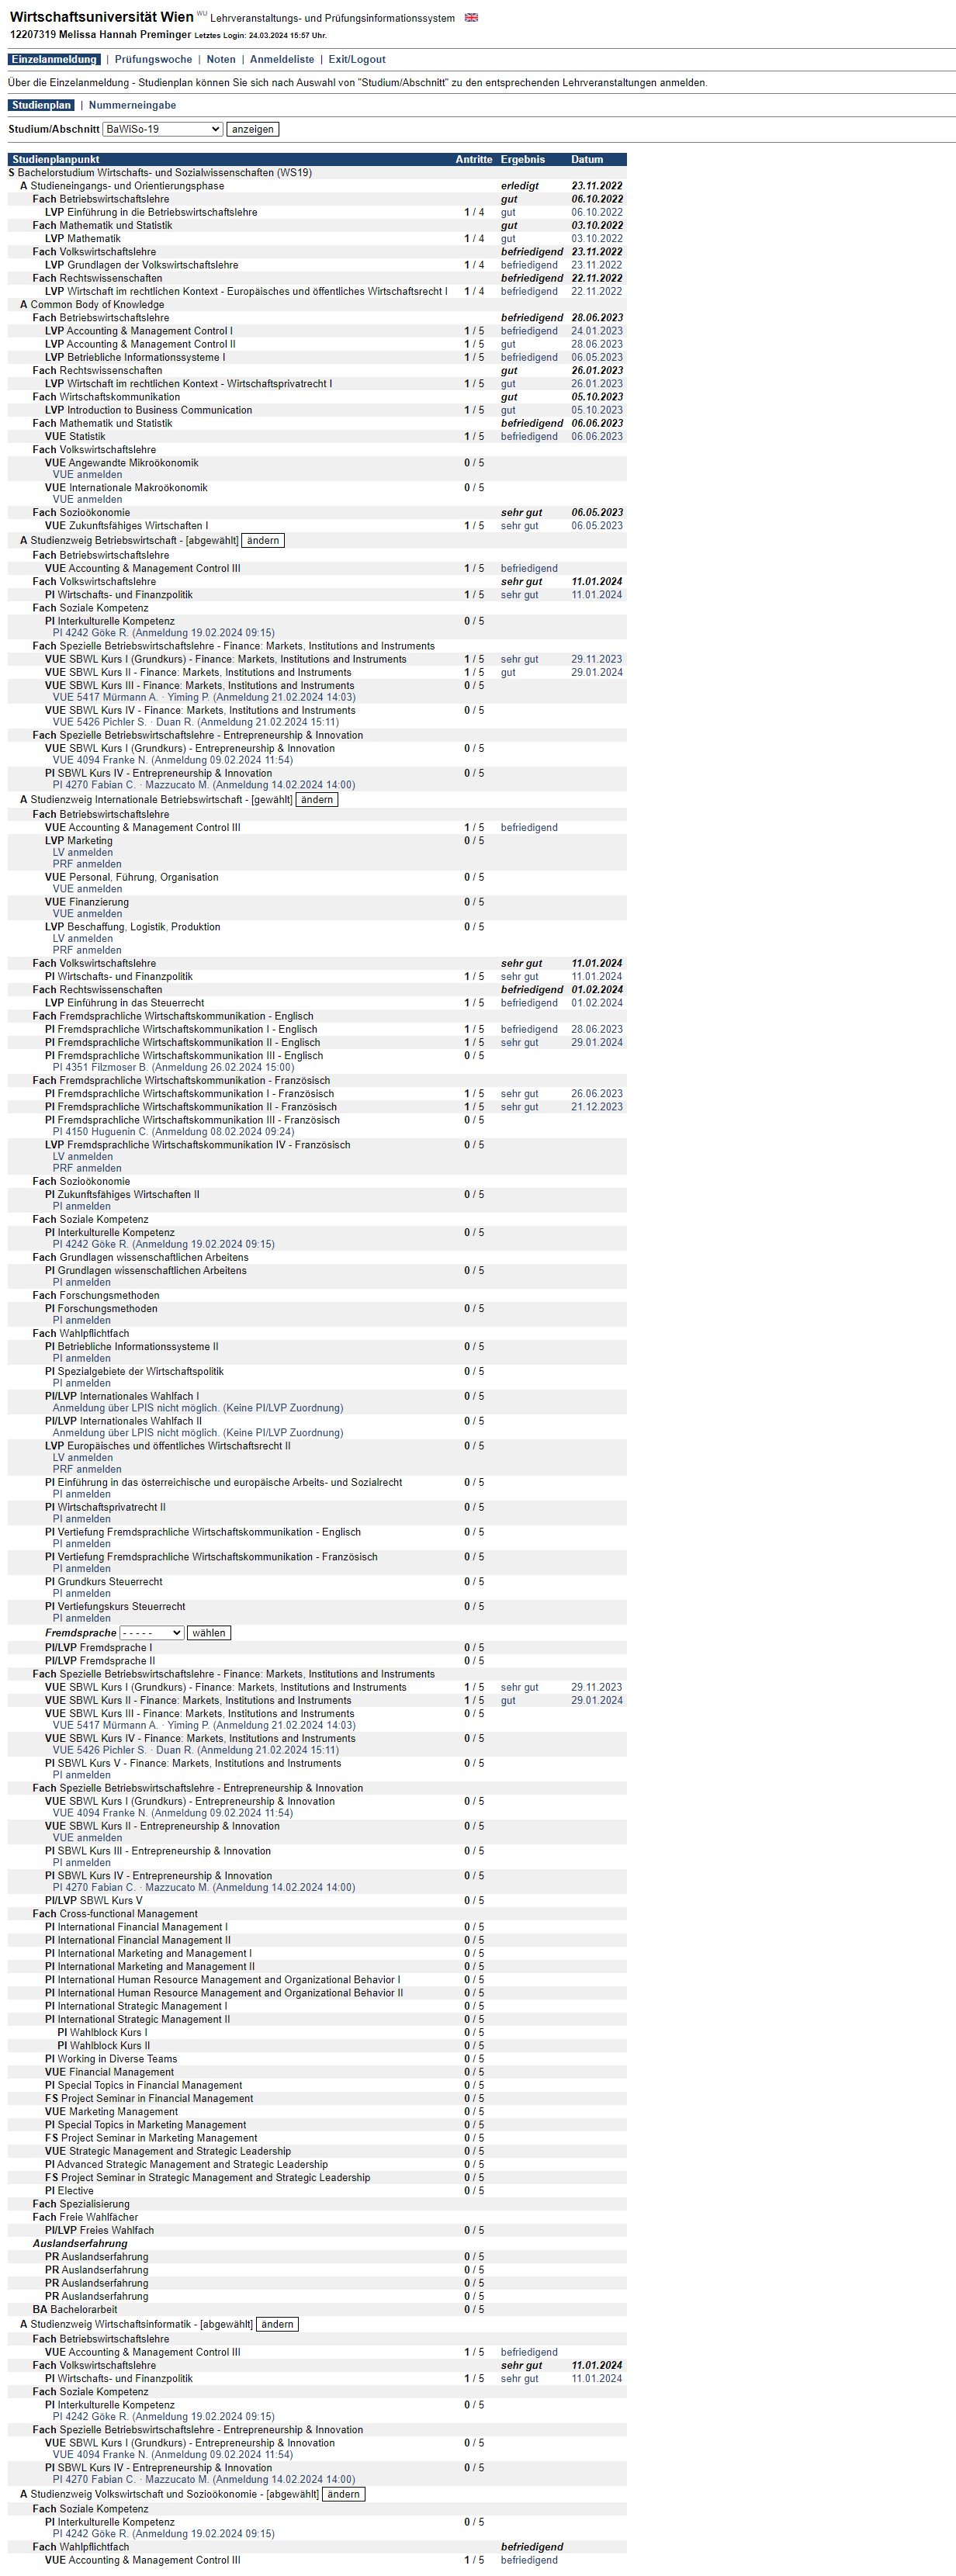 Wirtschaftsuniversität Wien WU Lehrveranstaltungs- und Prüfungsinformationssystem
12207319 Melissa Hannah Preminger Letztes Login: 24.03.2024 15:57 Uhr.
Einzelanmeldung | Prüfungswoche | Noten | Anmeldeliste | Exit/Logout
Über die Einzelanmeldung - Studienplan können Sie sich nach Auswahl von "Studium/Abschnitt" zu den entsprechenden Lehrveranstaltungen anmelden.
Studienplan | Nummerneingabe
Studium/Abschnitt BaWiSo-19 anzeigen
Studienplanpunkt Antritte Ergebnis Datum
S Bachelorstudium Wirtschafts- und Sozialwissenschaften (WS19)
A Studieneingangs- und Orientierungsphase erledigt 23.11.2022
Fach Betriebswirtschaftslehre gut 06.10.2022
LVP Einführung in die Betriebswirtschaftslehre 1 / 4 gut 06.10.2022
Fach Mathematik und Statistik gut 03.10.2022
LVP Mathematik 1 / 4 gut 03.10.2022
Fach Volkswirtschaftslehre befriedigend 23.11.2022
LVP Grundlagen der Volkswirtschaftslehre 1 / 4 befriedigend 23.11.2022
Fach Rechtswissenschaften befriedigend 22.11.2022
LVP Wirtschaft im rechtlichen Kontext - Europäisches und öffentliches Wirtschaftsrecht I 1 / 4 befriedigend 22.11.2022
A Common Body of Knowledge
Fach Betriebswirtschaftslehre befriedigend 28.06.2023
LVP Accounting & Management Control I 1 / 5 befriedigend 24.01.2023
LVP Accounting & Management Control II 1 / 5 gut 28.06.2023
LVP Betriebliche Informationssysteme I 1 / 5 befriedigend 06.05.2023
Fach Rechtswissenschaften gut 26.01.2023
LVP Wirtschaft im rechtlichen Kontext - Wirtschaftsprivatrecht I 1 / 5 gut 26.01.2023
Fach Wirtschaftskommunikation gut 05.10.2023
LVP Introduction to Business Communication 1 / 5 gut 05.10.2023
Fach Mathematik und Statistik befriedigend 06.06.2023
VUE Statistik 1 / 5 befriedigend 06.06.2023
Fach Volkswirtschaftslehre
VUE Angewandte Mikroökonomik 0 / 5
VUE anmelden
VUE Internationale Makroökonomik 0 / 5
VUE anmelden
Fach Sozioökonomie sehr gut 06.05.2023
VUE Zukunftsfähiges Wirtschaften I 1 / 5 sehr gut 06.05.2023
A Studienzweig Betriebswirtschaft - [abgewählt] ändern
Fach Betriebswirtschaftslehre
VUE Accounting & Management Control III 1 / 5 befriedigend
Fach Volkswirtschaftslehre sehr gut 11.01.2024
PI Wirtschafts- und Finanzpolitik 1 / 5 sehr gut 11.01.2024
Fach Soziale Kompetenz
PI Interkulturelle Kompetenz 0 / 5
PI 4242 Göke R. (Anmeldung 19.02.2024 09:15)
Fach Spezielle Betriebswirtschaftslehre - Finance: Markets, Institutions and Instruments
VUE SBWL Kurs I (Grundkurs) - Finance: Markets, Institutions and Instruments 1 / 5 sehr gut 29.11.2023
VUE SBWL Kurs II - Finance: Markets, Institutions and Instruments 1 / 5 gut 29.01.2024
VUE SBWL Kurs III - Finance: Markets, Institutions and Instruments 0 / 5
VUE 5417 Mürmann A. · Yiming P. (Anmeldung 21.02.2024 14:03)
VUE SBWL Kurs IV - Finance: Markets, Institutions and Instruments 0 / 5
VUE 5426 Pichler S. · Duan R. (Anmeldung 21.02.2024 15:11)
Fach Spezielle Betriebswirtschaftslehre - Entrepreneurship & Innovation
VUE SBWL Kurs I (Grundkurs) - Entrepreneurship & Innovation 0 / 5
VUE 4094 Franke N. (Anmeldung 09.02.2024 11:54)
PI SBWL Kurs IV - Entrepreneurship & Innovation 0 / 5
PI 4270 Fabian C. · Mazzucato M. (Anmeldung 14.02.2024 14:00)
A Studienzweig Internationale Betriebswirtschaft - [gewählt] ändern
Fach Betriebswirtschaftslehre
VUE Accounting & Management Control III 1 / 5 befriedigend
LVP Marketing 0 / 5
LV anmelden
PRF anmelden
VUE Personal, Führung, Organisation 0 / 5
VUE anmelden
VUE Finanzierung 0 / 5
VUE anmelden
LVP Beschaffung, Logistik, Produktion 0 / 5
LV anmelden
PRF anmelden
Fach Volkswirtschaftslehre sehr gut 11.01.2024
PI Wirtschafts- und Finanzpolitik 1 / 5 sehr gut 11.01.2024
Fach Rechtswissenschaften befriedigend 01.02.2024
LVP Einführung in das Steuerrecht 1 / 5 befriedigend 01.02.2024
Fach Fremdsprachliche Wirtschaftskommunikation - Englisch
PI Fremdsprachliche Wirtschaftskommunikation I - Englisch 1 / 5 befriedigend 28.06.2023
PI Fremdsprachliche Wirtschaftskommunikation II - Englisch 1 / 5 sehr gut 29.01.2024
PI Fremdsprachliche Wirtschaftskommunikation III - Englisch 0 / 5
PI 4351 Filzmoser B. (Anmeldung 26.02.2024 15:00)
Fach Fremdsprachliche Wirtschaftskommunikation - Französisch
PI Fremdsprachliche Wirtschaftskommunikation I - Französisch 1 / 5 sehr gut 26.06.2023
PI Fremdsprachliche Wirtschaftskommunikation II - Französisch 1 / 5 sehr gut 21.12.2023
PI Fremdsprachliche Wirtschaftskommunikation III - Französisch 0 / 5
PI 4150 Huguenin C. (Anmeldung 08.02.2024 09:24)
LVP Fremdsprachliche Wirtschaftskommunikation IV - Französisch 0 / 5
LV anmelden
PRF anmelden
Fach Sozioökonomie
PI Zukunftsfähiges Wirtschaften II 0 / 5
PI anmelden
Fach Soziale Kompetenz
PI Interkulturelle Kompetenz 0 / 5
PI 4242 Göke R. (Anmeldung 19.02.2024 09:15)
Fach Grundlagen wissenschaftlichen Arbeitens
PI Grundlagen wissenschaftlichen Arbeitens 0 / 5
PI anmelden
Fach Forschungsmethoden
PI Forschungsmethoden 0 / 5
PI anmelden
Fach Wahlpflichtfach
PI Betriebliche Informationssysteme II 0 / 5
PI anmelden
PI Spezialgebiete der Wirtschaftspolitik 0 / 5
PI anmelden
PI/LVP Internationales Wahlfach I 0 / 5
Anmeldung über LPIS nicht möglich. (Keine PI/LVP Zuordnung)
PI/LVP Internationales Wahlfach II 0 / 5
Anmeldung über LPIS nicht möglich. (Keine PI/LVP Zuordnung)
LVP Europäisches und öffentliches Wirtschaftsrecht II 0 / 5
LV anmelden
PRF anmelden
PI Einführung in das österreichische und europäische Arbeits- und Sozialrecht 0 / 5
PI anmelden
PI Wirtschaftsprivatrecht II 0 / 5
PI anmelden
PI Vertiefung Fremdsprachliche Wirtschaftskommunikation - Englisch 0 / 5
PI anmelden
PI Vertiefung Fremdsprachliche Wirtschaftskommunikation - Französisch 0 / 5
PI anmelden
PI Grundkurs Steuerrecht 0 / 5
PI anmelden
PI Vertiefungskurs Steuerrecht 0 / 5
PI anmelden
Fremdsprache - - - - - wählen
PI/LVP Fremdsprache I 0 / 5
PI/LVP Fremdsprache II 0 / 5
Fach Spezielle Betriebswirtschaftslehre - Finance: Markets, Institutions and Instruments
VUE SBWL Kurs I (Grundkurs) - Finance: Markets, Institutions and Instruments 1 / 5 sehr gut 29.11.2023
VUE SBWL Kurs II - Finance: Markets, Institutions and Instruments 1 / 5 gut 29.01.2024
VUE SBWL Kurs III - Finance: Markets, Institutions and Instruments 0 / 5
VUE 5417 Mürmann A. · Yiming P. (Anmeldung 21.02.2024 14:03)
VUE SBWL Kurs IV - Finance: Markets, Institutions and Instruments 0 / 5
VUE 5426 Pichler S. · Duan R. (Anmeldung 21.02.2024 15:11)
PI SBWL Kurs V - Finance: Markets, Institutions and Instruments 0 / 5
PI anmelden
Fach Spezielle Betriebswirtschaftslehre - Entrepreneurship & Innovation
VUE SBWL Kurs I (Grundkurs) - Entrepreneurship & Innovation 0 / 5
VUE 4094 Franke N. (Anmeldung 09.02.2024 11:54)
VUE SBWL Kurs II - Entrepreneurship & Innovation 0 / 5
VUE anmelden
PI SBWL Kurs III - Entrepreneurship & Innovation 0 / 5
PI anmelden
PI SBWL Kurs IV - Entrepreneurship & Innovation 0 / 5
PI 4270 Fabian C. · Mazzucato M. (Anmeldung 14.02.2024 14:00)
PI/LVP SBWL Kurs V 0 / 5
Fach Cross-functional Management
PI International Financial Management I 0 / 5
PI International Financial Management II 0 / 5
PI International Marketing and Management I 0 / 5
PI International Marketing and Management II 0 / 5
PI International Human Resource Management and Organizational Behavior I 0 / 5
PI International Human Resource Management and Organizational Behavior II 0 / 5
PI International Strategic Management I 0 / 5
PI International Strategic Management II 0 / 5
PI Wahlblock Kurs I 0 / 5
PI Wahlblock Kurs II 0 / 5
PI Working in Diverse Teams 0 / 5
VUE Financial Management 0 / 5
PI Special Topics in Financial Management 0 / 5
FS Project Seminar in Financial Management 0 / 5
VUE Marketing Management 0 / 5
PI Special Topics in Marketing Management 0 / 5
FS Project Seminar in Marketing Management 0 / 5
VUE Strategic Management and Strategic Leadership 0 / 5
PI Advanced Strategic Management and Strategic Leadership 0 / 5
FS Project Seminar in Strategic Management and Strategic Leadership 0 / 5
PI Elective 0 / 5
Fach Spezialisierung
Fach Freie Wahlfächer
PI/LVP Freies Wahlfach 0 / 5
Auslandserfahrung
PR Auslandserfahrung 0 / 5
PR Auslandserfahrung 0 / 5
PR Auslandserfahrung 0 / 5
PR Auslandserfahrung 0 / 5
BA Bachelorarbeit 0 / 5
A Studienzweig Wirtschaftsinformatik - [abgewählt] ändern
Fach Betriebswirtschaftslehre
VUE Accounting & Management Control III 1 / 5 befriedigend
Fach Volkswirtschaftslehre sehr gut 11.01.2024
PI Wirtschafts- und Finanzpolitik 1 / 5 sehr gut 11.01.2024
Fach Soziale Kompetenz
PI Interkulturelle Kompetenz 0 / 5
PI 4242 Göke R. (Anmeldung 19.02.2024 09:15)
Fach Spezielle Betriebswirtschaftslehre - Entrepreneurship & Innovation
VUE SBWL Kurs I (Grundkurs) - Entrepreneurship & Innovation 0 / 5
VUE 4094 Franke N. (Anmeldung 09.02.2024 11:54)
PI SBWL Kurs IV - Entrepreneurship & Innovation 0 / 5
PI 4270 Fabian C. · Mazzucato M. (Anmeldung 14.02.2024 14:00)
A Studienzweig Volkswirtschaft und Sozioökonomie - [abgewählt] ändern
Fach Soziale Kompetenz
PI Interkulturelle Kompetenz 0 / 5
PI 4242 Göke R. (Anmeldung 19.02.2024 09:15)
Fach Wahlpflichtfach befriedigend
VUE Accounting & Management Control III 1 / 5 befriedigend